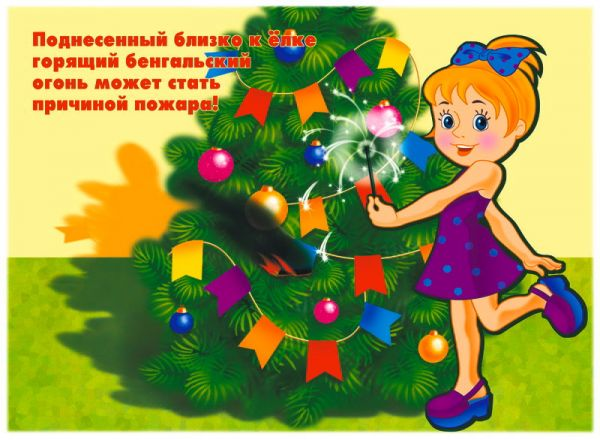 Поднесенный близко к ёлке
горящий бенгальский
огонь может стать
причиной пожара!